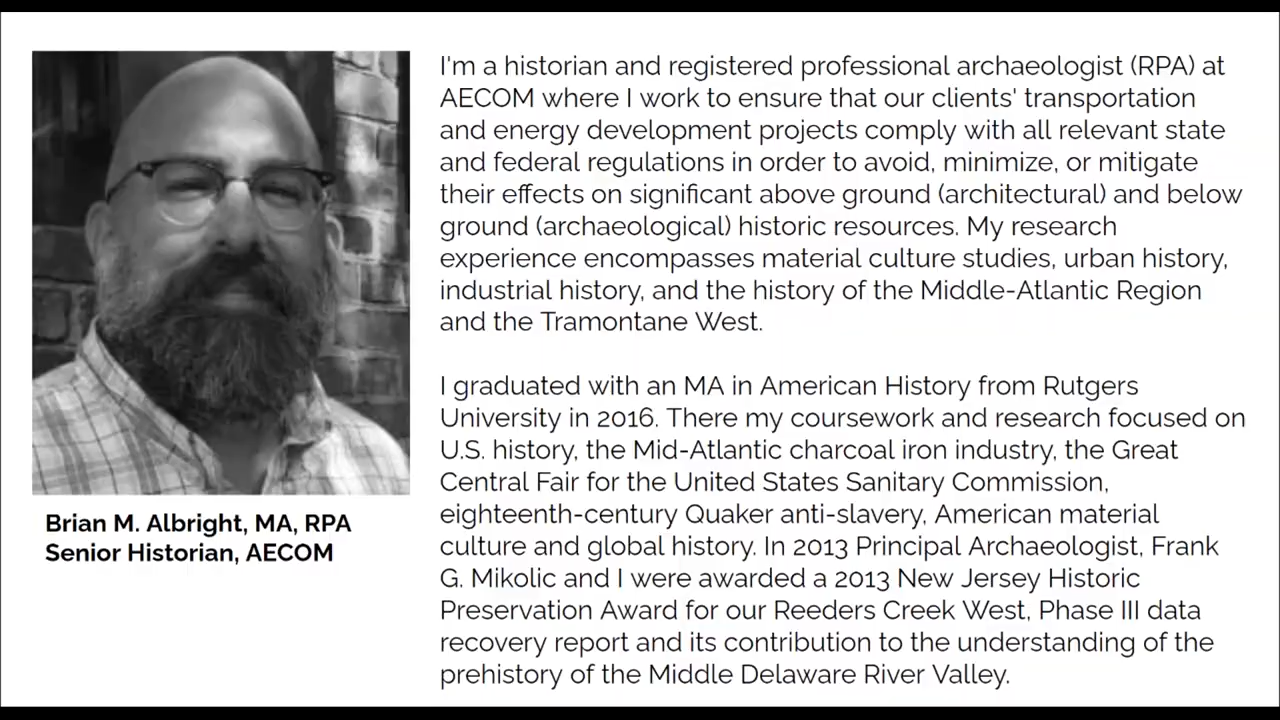 I'm a historian and registered professional archaeologist (RPA) at
AECOM where I work to ensure that our clients' transportation
and energy development projects comply with all relevant state
and federal regulations in order to avoid, minimize, or mitigate
their effects on significant above ground (architectural) and below
ground (archaeological) historic resources. My research
experience encompasses material culture studies, urban history,
industrial history, and the history of the Middle-Atlantic Region
and the Tramontane West.
I graduated with an MA in American History from Rutgers
University in 2016. There my coursework and research focused on
U.S. history, the Mid-Atlantic charcoal iron industry, the Great
Central Fair for the United States Sanitary Commission,
eighteenth-century Quaker anti-slavery, American material
culture and global history. In 2013 Principal Archaeologist, Frank
G. Mikolic and I were awarded a 2013 New Jersey Historic
Preservation Award for our Reeders Creek West, Phase III data
recovery report and its contribution to the understanding of the
prehistory of the Middle Delaware River Valley.
Brian M. Albright, MA, RPA
Senior Historian, AECOM